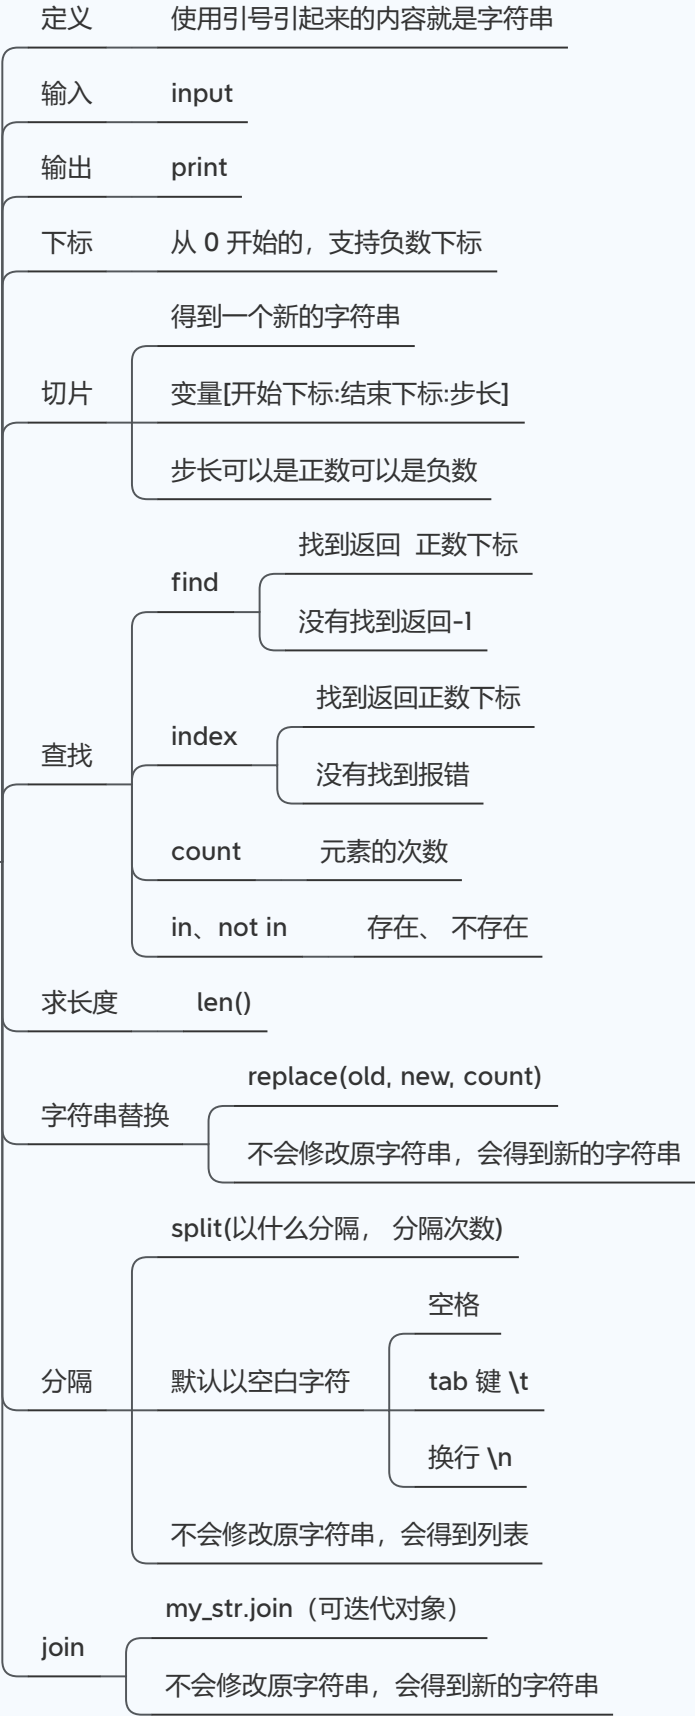 定义 使用引号引起来的内容就是字符串
输入 input
输出 print
下标 从 0 开始的，支持负数下标
得到一个新的字符串
切片 变量[开始下标:结束下标:步长]
步长可以是正数可以是负数
找到返回 正数下标
find
没有找到返回-1
找到返回正数下标
index
没有找到报错
查找
count 元素的次数
in、not in 存在、 不存在
求长度 len()
replace(old, new, count)
字符串替换
不会修改原字符串，会得到新的字符串
split(以什么分隔， 分隔次数)
空格
分隔 默认以空白字符 tab 键 \t
换行 \n
不会修改原字符串，会得到列表
my_str.join（可迭代对象）
join
不会修改原字符串，会得到新的字符串